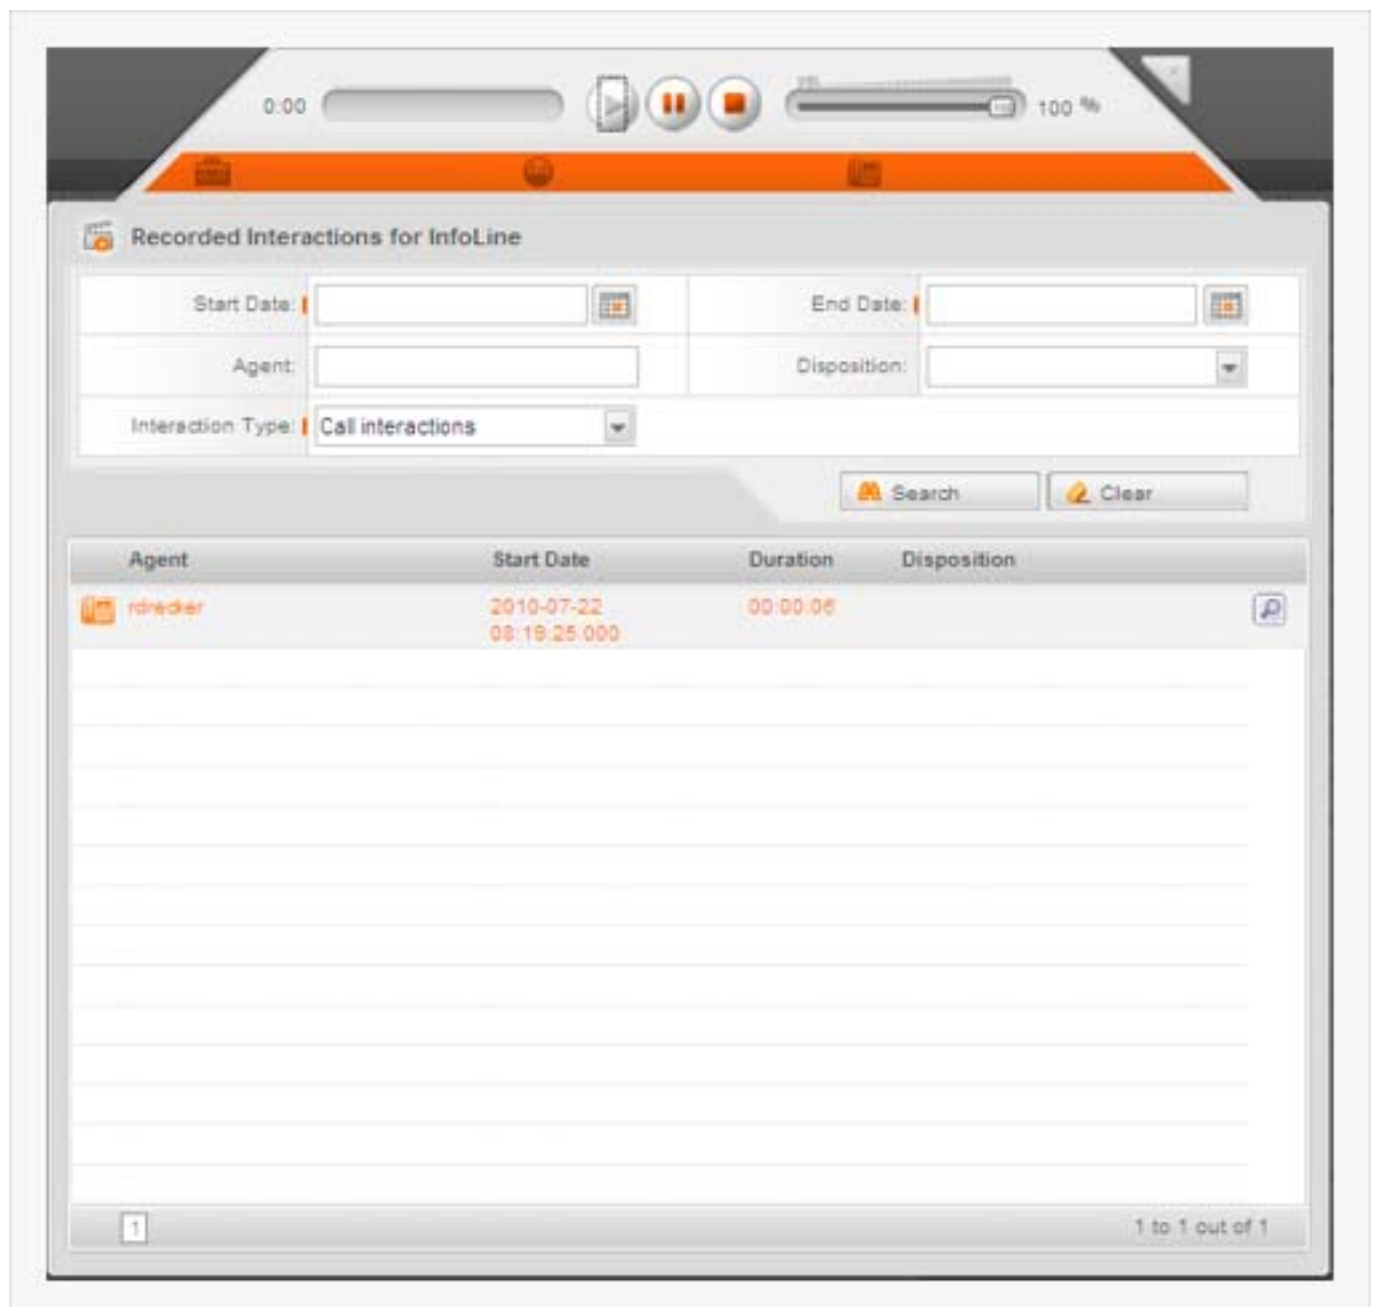 0:00
100 %
Recorded Interactions for InfoLine
Start Date:
End Date:
Agent:
Disposition:
Interaction Type:
Call interactions
Search
Clear
Agent Start Date Duration Disposition
rdrecker 2010-07-22 00:00:06
08:19:25.000
1
1 to 1 out of 1